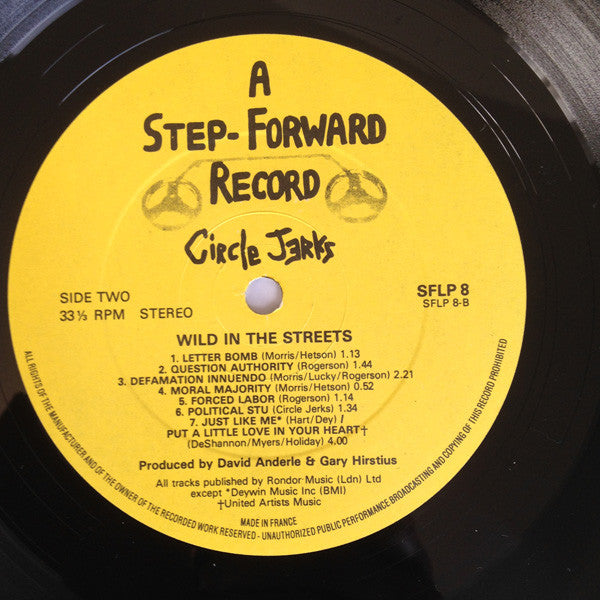 A
STEP-FORWARD
RECORD
Circle Jerks
SIDE TWO
33⅓ RPM STEREO
SFLP 8
SFLP 8-B
WILD IN THE STREETS
1. LETTER BOMB (Morris/Hetson) 1.13
2. QUESTION AUTHORITY (Rogerson) 1.44
3. DEFAMATION INNUENDO (Morris/Lucky/Rogerson) 2.21
4. MORAL MAJORITY (Morris/Hetson) 0.52
5. FORCED LABOR (Rogerson) 1.14
6. POLITICAL STU (Circle Jerks) 1.34
7. JUST LIKE ME* (Hart/Dey) /
PUT A LITTLE LOVE IN YOUR HEART†
(DeShannon/Myers/Holiday) 4.00
Produced by David Anderle & Gary Hirstius
All tracks published by Rondor Music (Ldn) Ltd
except *Deywin Music Inc (BMI)
†United Artists Music
MADE IN FRANCE
ALL RIGHTS OF THE MANUFACTURER AND OF THE OWNER OF THE RECORDED WORK RESERVED - UNAUTHORIZED PUBLIC PERFORMANCE BROADCASTING AND COPYING OF THIS RECORD PROHIBITED